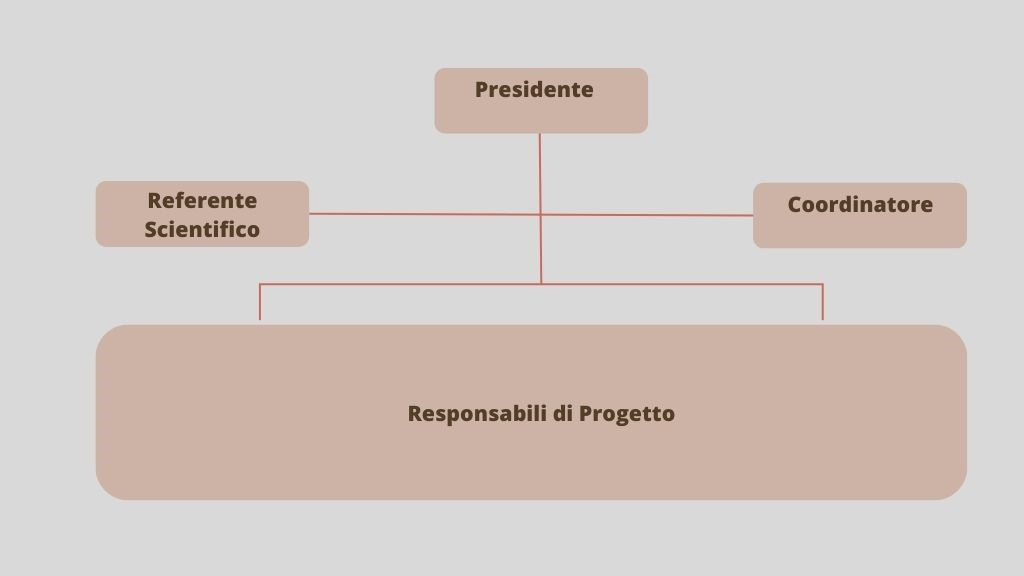 Presidente
Referente
Scientifico
Coordinatore
Responsabili di Progetto